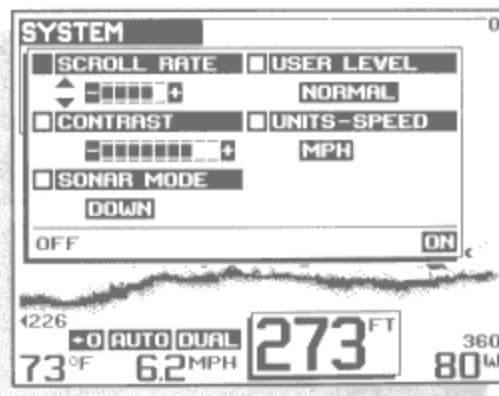 SYSTEM
SCROLL RATE
USER LEVEL
- +
NORMAL
CONTRAST
UNITS-SPEED
- +
MPH
SONAR MODE
DOWN
OFF
ON
226
AUTO DUAL
273 FT
360
73°F
6.2 MPH
80